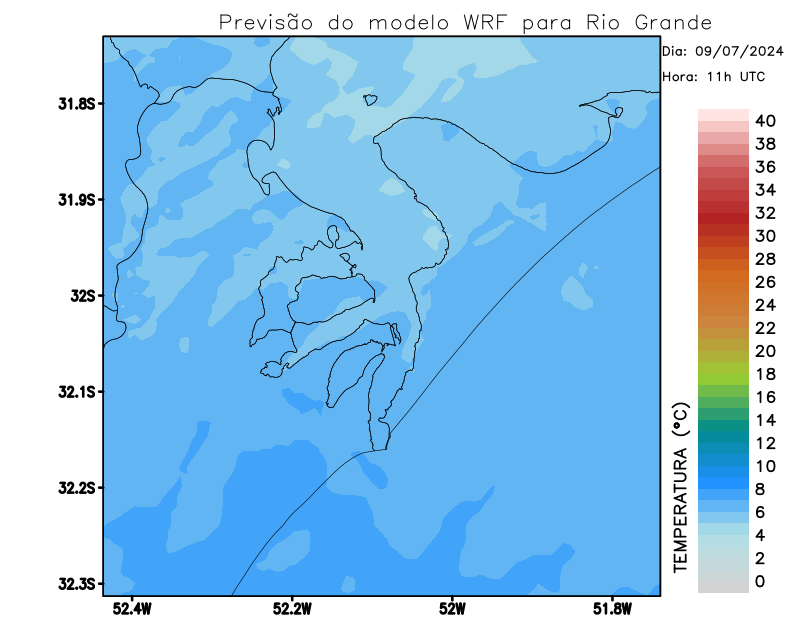 Previsão do modelo WRF para Rio Grande
Dia: 09/07/2024
Hora: 11h UTC
31.8S
31.9S
32S
32.1S
32.2S
32.3S
52.4W
52.2W
52W
51.8W
TEMPERATURA (ºC)
40
38
36
34
32
30
28
26
24
22
20
18
16
14
12
10
8
6
4
2
0